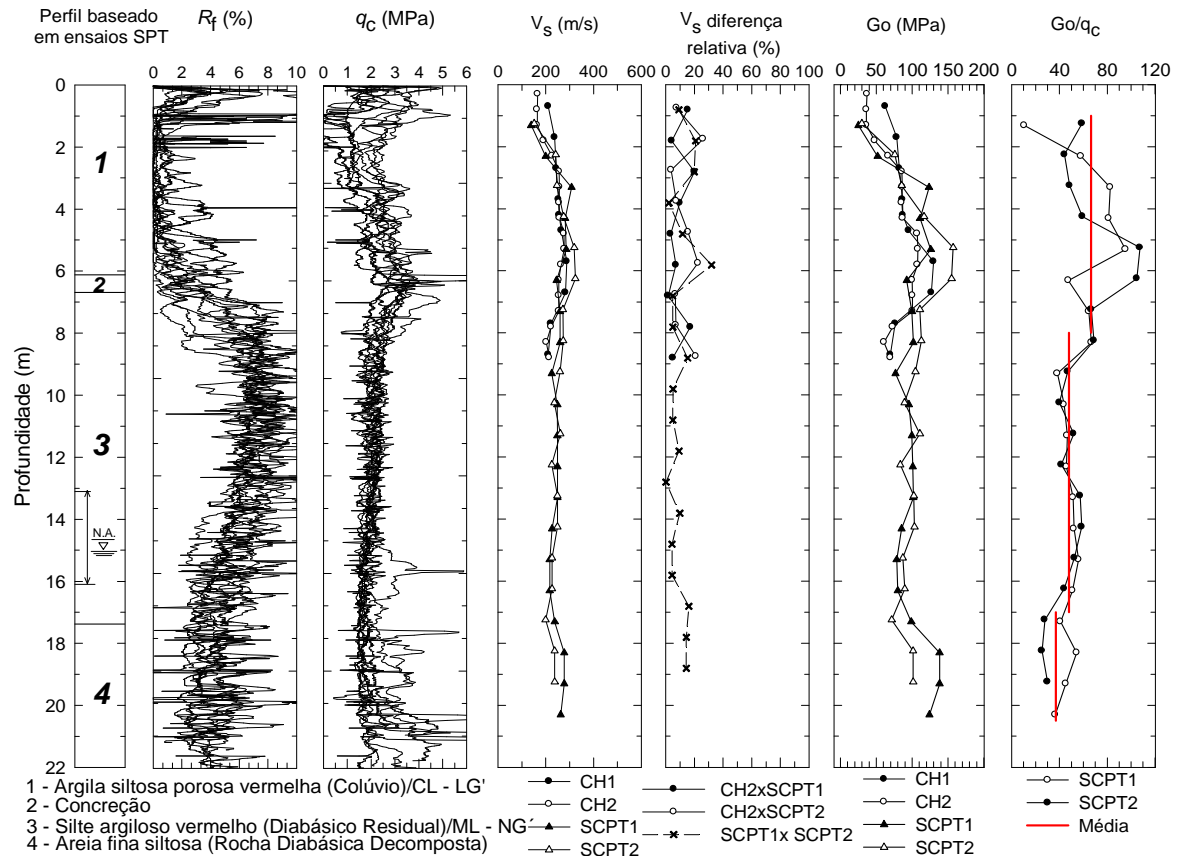 Perfil baseado
em ensaios SPT
Rf (%)
qc (MPa)
Vs (m/s)
Vs diferença
relativa (%)
Go (MPa)
Go/qc
0 2 4 6 8 10
0 1 2 3 4 5 6
0 200 400 600
0 20 40 60 80 100
0 50 100 150 200
0 40 80 120
Profundidade (m)
0
2
4
6
8
10
12
14
16
18
20
22
1
2
3
N.A.
4
1 - Argila siltosa porosa vermelha (Colúvio)/CL - LG'
2 - Concreção
3 - Silte argiloso vermelho (Diabásico Residual)/ML - NG'
4 - Areia fina siltosa (Rocha Diabásica Decomposta)
CH1
CH2
SCPT1
SCPT2
CH2xSCPT1
CH2xSCPT2
SCPT1x SCPT2
CH1
CH2
SCPT1
SCPT2
SCPT1
SCPT2
Média